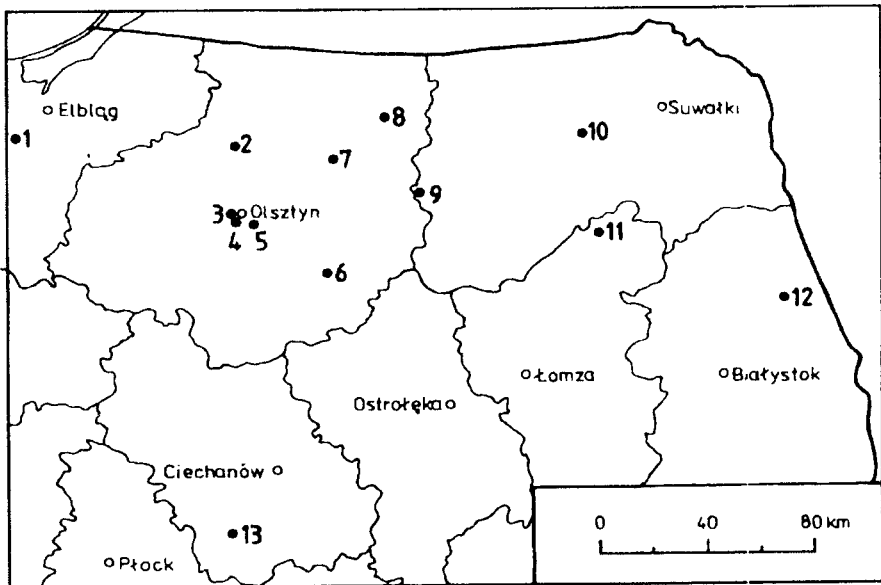 Elbląg
Suwałki
1
2
8
10
7
9
3 Olsztyn
4 5
11
6
12
Łomza
Białystok
Ostrołęka
Ciechanów
13
Płock
0 40 80 km